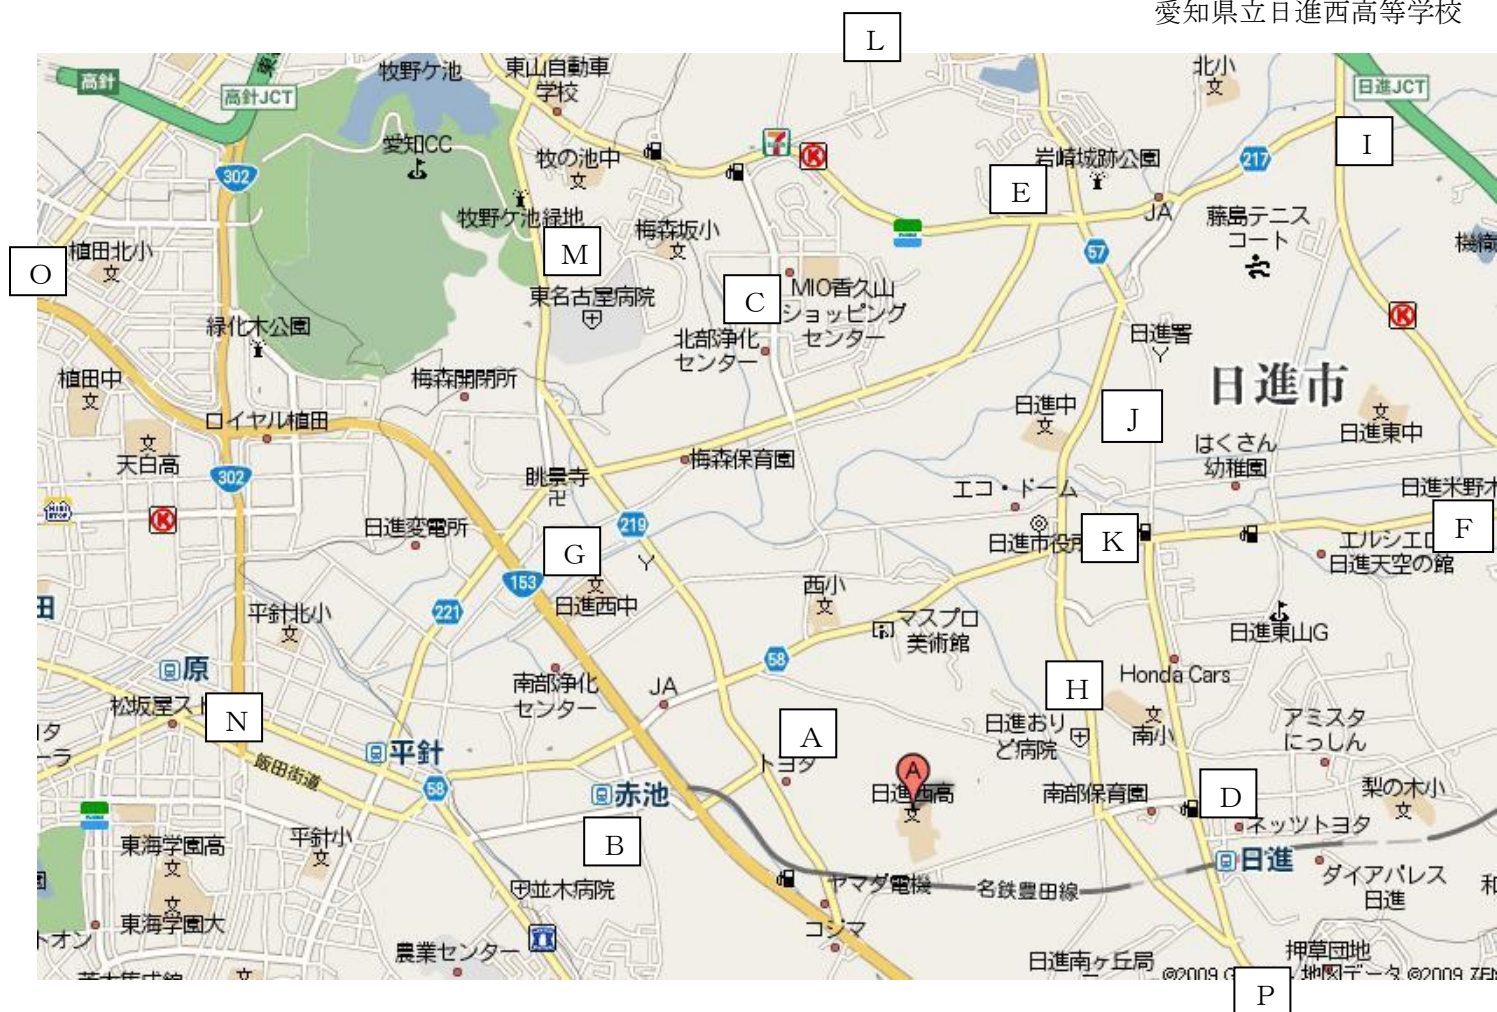 愛知県立日進西高等学校
L
高針
高針JCT
牧野ケ池
東山自動車
学校
北小
日進JCT
愛知CC
302
牧の池中
岩崎城跡公園
217
I
E
JA
牧野ケ池緑地
梅森坂小
藤島テニス
コート
植田北小
O
M
57
東名古屋病院
C
MIO香久山
ショッピング
センター
緑化木公園
北部浄化
センター
日進署
植田中
梅森開閉所
日進市
日進中
J
日進東中
ロイヤル植田
天白高
はくさん
幼稚園
302
梅森保育園
眺景寺
エコ・ドーム
日進米野木
日進変電所
219
日進市役所
K
F
G
エルシエロ
日進天空の館
153
日進西中
西小
221
田
平針北小
マスプロ
美術館
日進東山G
原
58
南部浄化
センター
JA
Honda Cars
H
松坂屋スト
N
日進おり
ど病院
南小
アミスタ
にっしん
A
平針
トヨタ
飯田街道
58
赤池
A
日進西高
南部保育園
D
梨の木小
ネッツトヨタ
B
東海学園高
平針小
日進
並木病院
ヤマダ電機
名鉄豊田線
ダイアパレス
日進
東海学園大
コジマ
農業センター
日進南ヶ丘局
押草団地
P